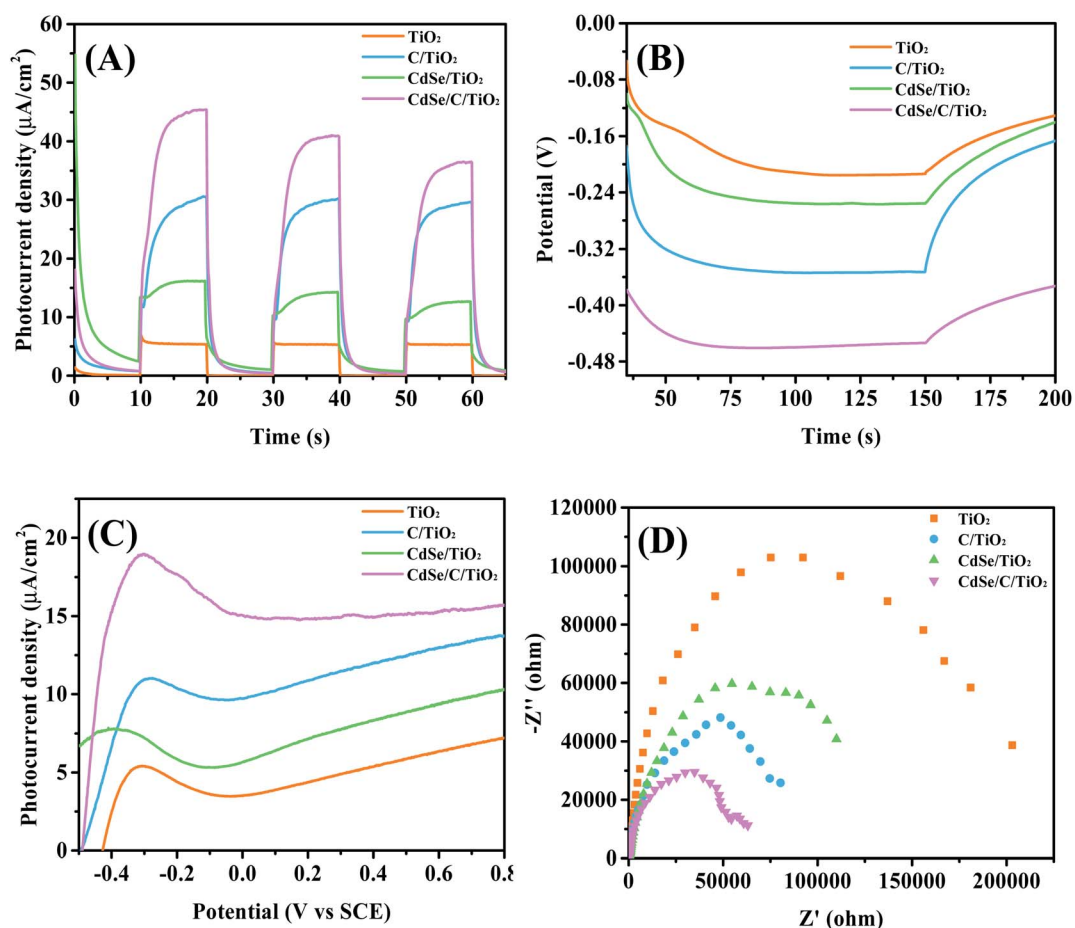 (A)
TiO₂
C/TiO₂
CdSe/TiO₂
CdSe/C/TiO₂
Photocurrent density (μA/cm²)
60
50
40
30
20
10
0
0 10 20 30 40 50 60
Time (s)
(B)
TiO₂
C/TiO₂
CdSe/TiO₂
CdSe/C/TiO₂
Potential (V)
0.00
-0.08
-0.16
-0.24
-0.32
-0.40
-0.48
50 75 100 125 150 175 200
Time (s)
(C)
TiO₂
C/TiO₂
CdSe/TiO₂
CdSe/C/TiO₂
Photocurrent density (μA/cm²)
20
15
10
5
0
-0.4 -0.2 0.0 0.2 0.4 0.6 0.8
Potential (V vs SCE)
(D)
TiO₂
C/TiO₂
CdSe/TiO₂
CdSe/C/TiO₂
-Z'' (ohm)
120000
100000
80000
60000
40000
20000
0
0 50000 100000 150000 200000
Z' (ohm)